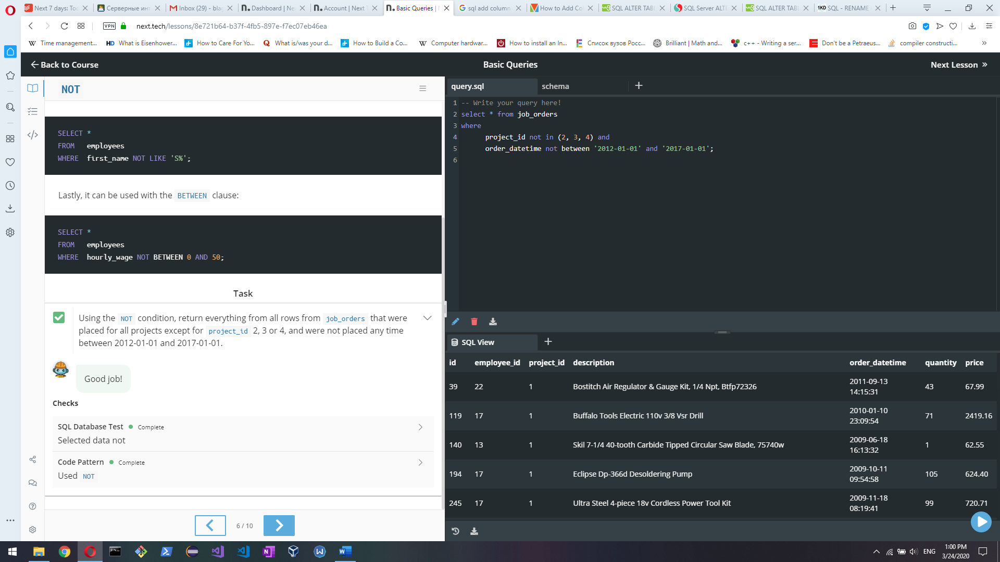 Next 7 days: Toc
Серверные инт
Inbox (29) - blac
Dashboard | Ne
Account | Next T
Basic Queries |
sql add column
How to Add Co
SQL ALTER TABL
SQL Server ALTE
SQL ALTER TABL
1KD SQL - RENAME
VPN
next.tech/lessons/8e721b64-b37f-4fb5-897e-f7ec07eb46ea
Time management...
What is Eisenhower...
How to Care For Yo...
What is/was your d...
How to Build a Co...
Computer hardwar...
How to install an In...
Список вузов Росс...
Brilliant | Math and...
c++ - Writing a ser...
Don't be a Petraeus...
compiler constructi...
Back to Course
Basic Queries
Next Lesson
NOT
SELECT *
FROM employees
WHERE first_name NOT LIKE 'S%';
Lastly, it can be used with the BETWEEN clause:
SELECT *
FROM employees
WHERE hourly_wage NOT BETWEEN 0 AND 50;
Task
Using the NOT condition, return everything from all rows from job_orders that were
placed for all projects except for project_id 2, 3 or 4, and were not placed any time
between 2012-01-01 and 2017-01-01.
Good job!
Checks
SQL Database Test Complete
Selected data not
Code Pattern Complete
Used NOT
6 / 10
query.sql
schema
1 -- Write your query here!
2 select * from job_orders
3 where
4 project_id not in (2, 3, 4) and
5 order_datetime not between '2012-01-01' and '2017-01-01';
6
SQL View
id employee_id project_id description order_datetime quantity price
39 22 1 Bostitch Air Regulator & Gauge Kit, 1/4 Npt, Btfp72326 2011-09-13 14:15:31 43 67.99
119 17 1 Buffalo Tools Electric 110v 3/8 Vsr Drill 2010-01-10 23:09:54 71 2419.16
140 13 1 Skil 7-1/4 40-tooth Carbide Tipped Circular Saw Blade, 75740w 2009-06-18 16:13:32 1 62.55
194 17 1 Eclipse Dp-366d Desoldering Pump 2009-10-11 09:54:58 105 624.40
245 17 1 Ultra Steel 4-piece 18v Cordless Power Tool Kit 2009-11-18 08:19:41 99 720.71
ENG
1:00 PM
3/24/2020